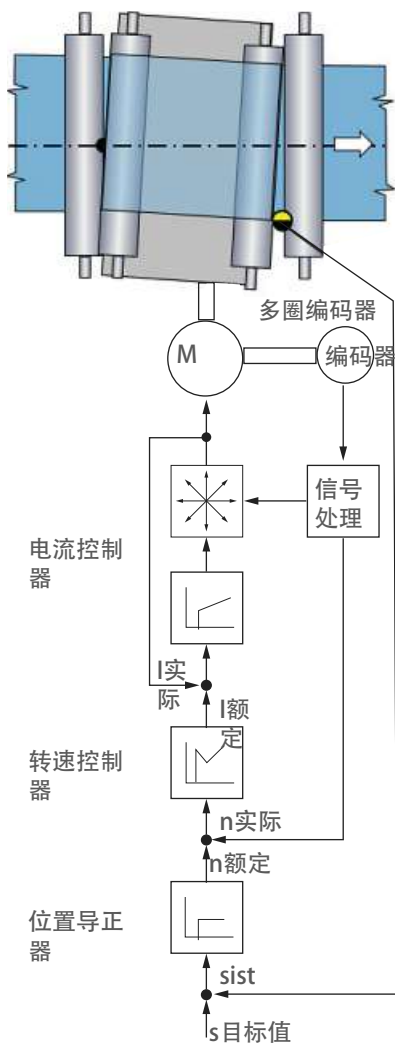 多圈编码器
M
编码器
信号
处理
电流控制
器
I实
际
I额
定
转速控制
器
n实际
n额定
位置导正
器
sist
s目标值